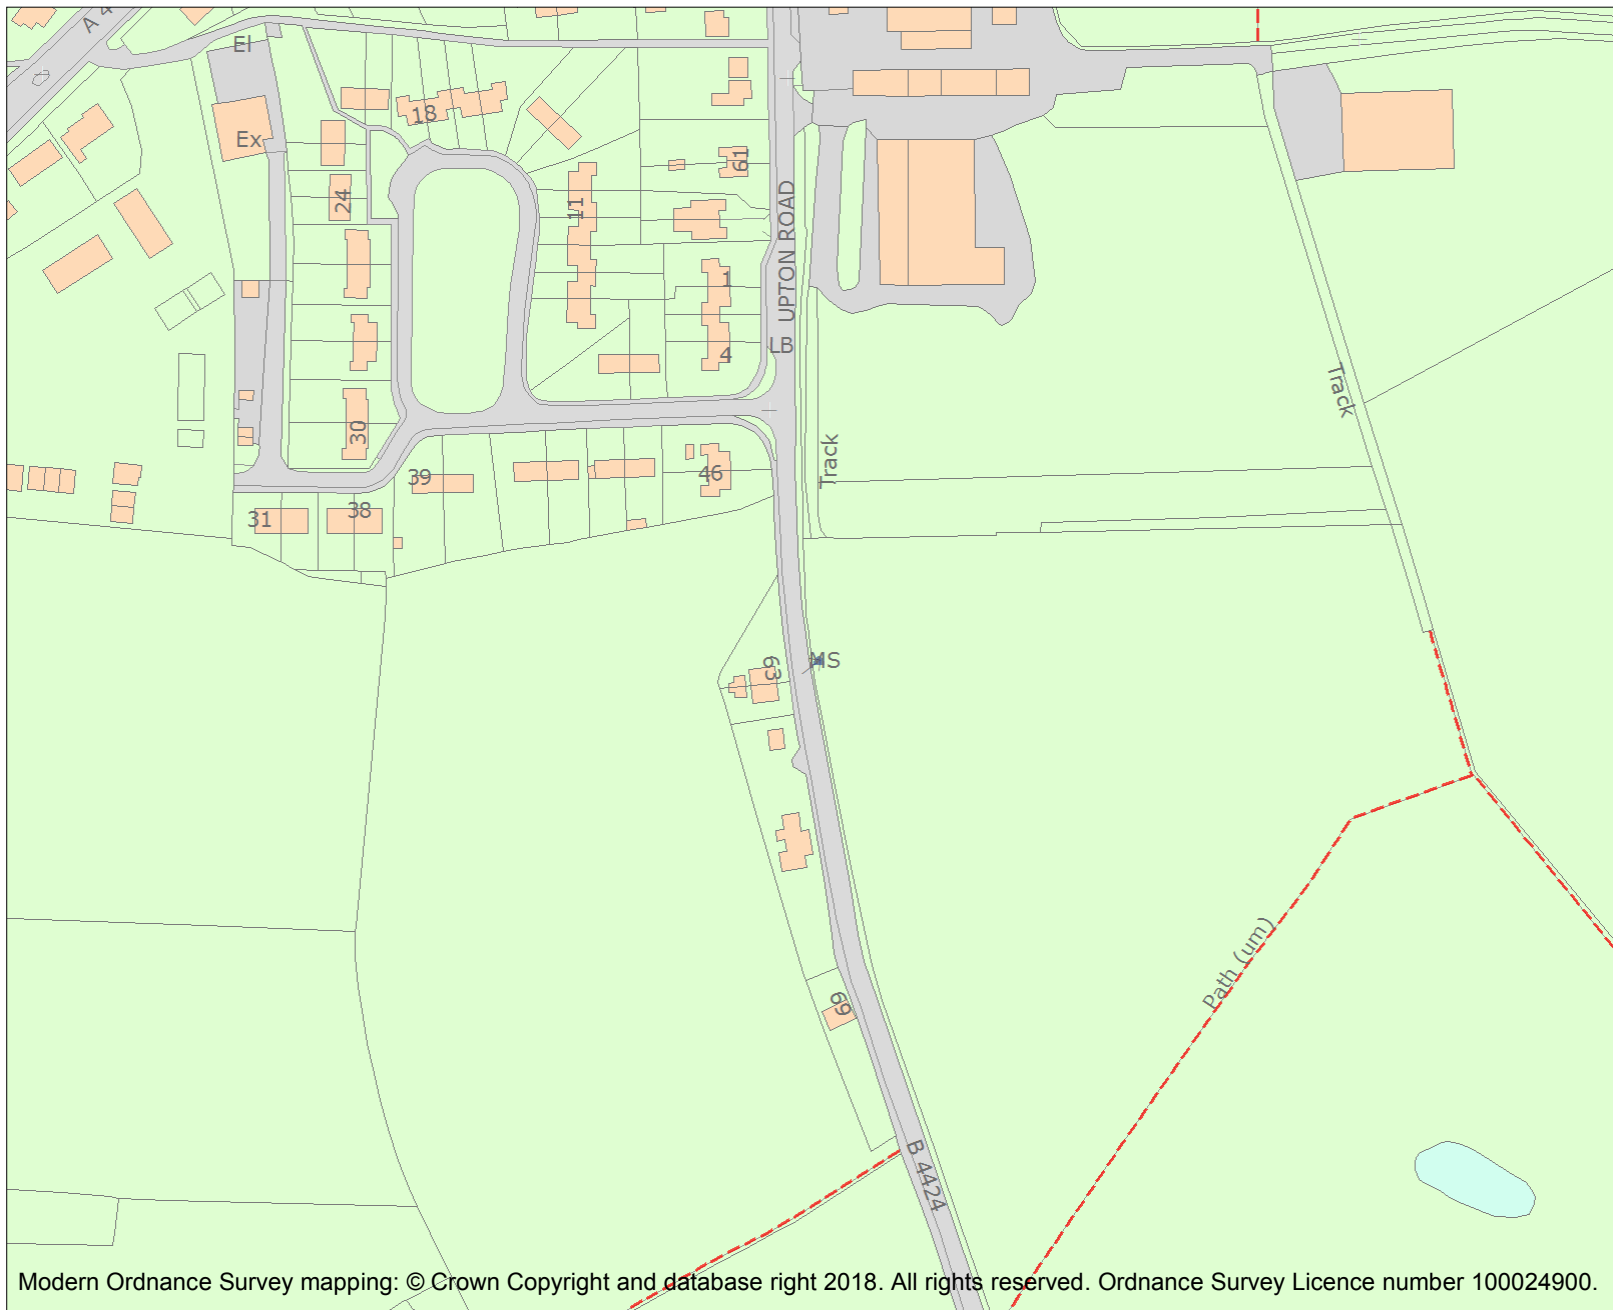 A 4
El
Ex
18
24
11
61
UPTON ROAD
1
LB
4
30
39
46
31
38
Track
Track
63
MS
Path (um)
69
B 4424
Modern Ordnance Survey mapping: © Crown Copyright and database right 2018. All rights reserved. Ordnance Survey Licence number 100024900.